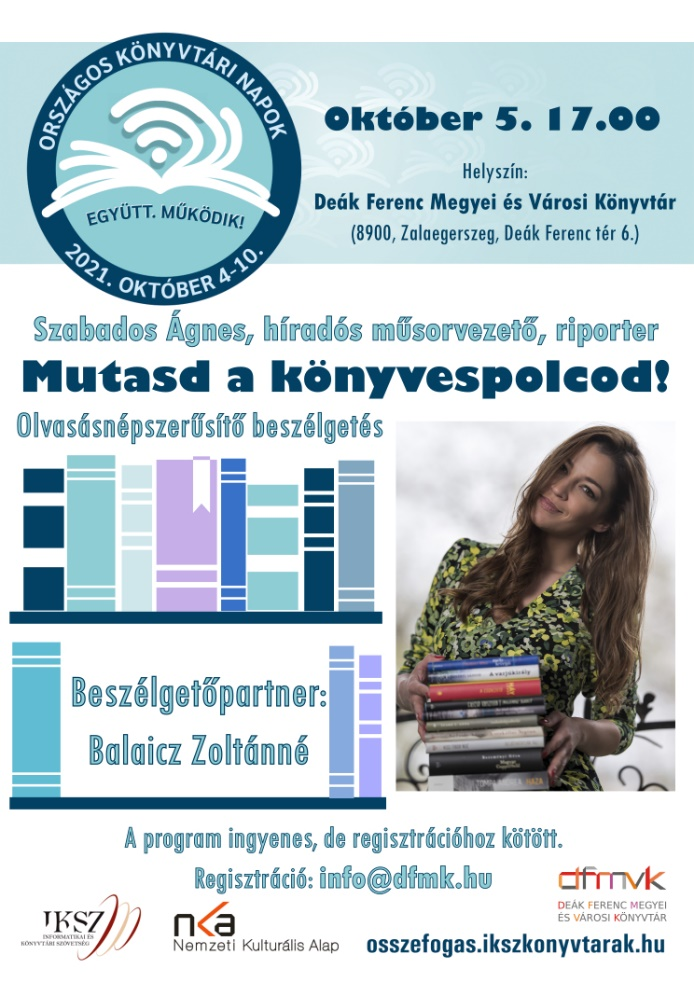 ORSZÁGOS KÖNYVTÁRI NAPOK
EGYÜTT. MŰKÖDIK!
2021. OKTÓBER 4-10.
Október 5. 17.00
Helyszín:
Deák Ferenc Megyei és Városi Könyvtár
(8900, Zalaegerszeg, Deák Ferenc tér 6.)
Szabados Ágnes, híradós műsorvezető, riporter
Mutasd a könyvespolcod!
Olvasásnépszerűsítő beszélgetés
a varjúkirály
Beszélgetőpartner:
Balaicz Zoltánné
A program ingyenes, de regisztrációhoz kötött.
Regisztráció: info@dfmk.hu
IKSZ
INFORMATIKAI ÉS
KÖNYVTÁRI SZÖVETSÉG
nka
Nemzeti Kulturális Alap
dfmvk
DEÁK FERENC MEGYEI
ÉS VÁROSI KÖNYVTÁR
osszefogas.ikszkonyvtarak.hu